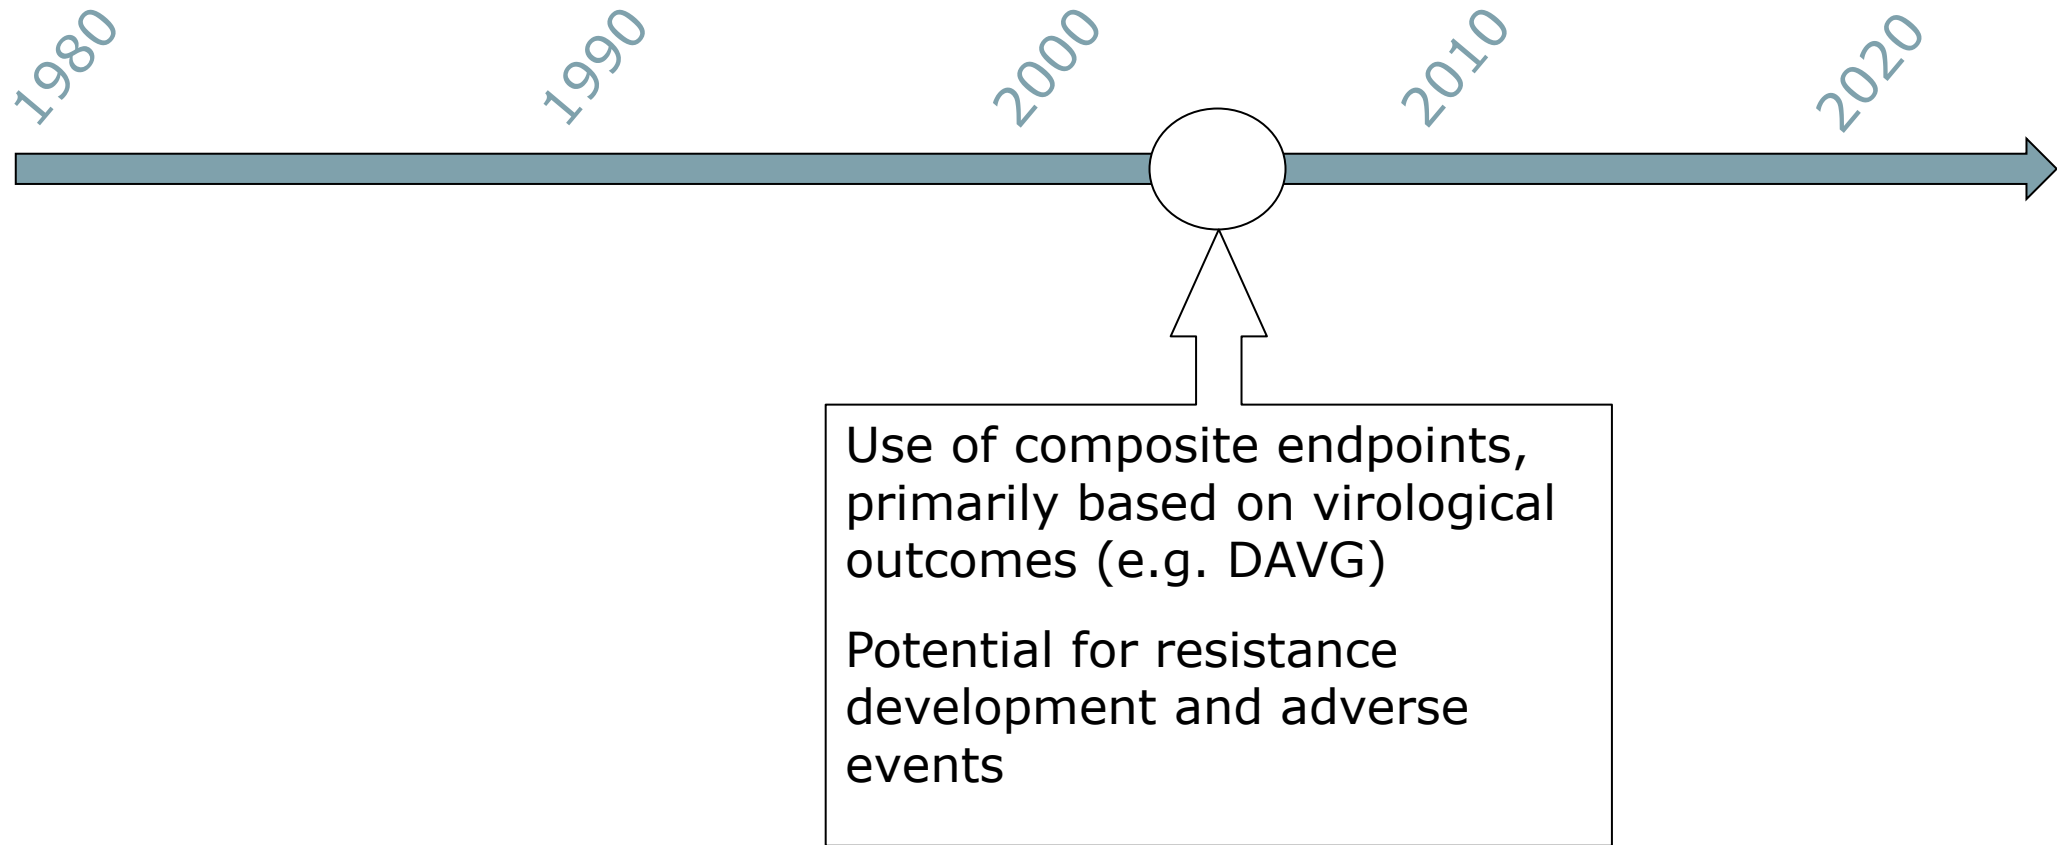 1980
1990
2000
2010
2020
Use of composite endpoints,
primarily based on virological
outcomes (e.g. DAVG)
Potential for resistance
development and adverse
events